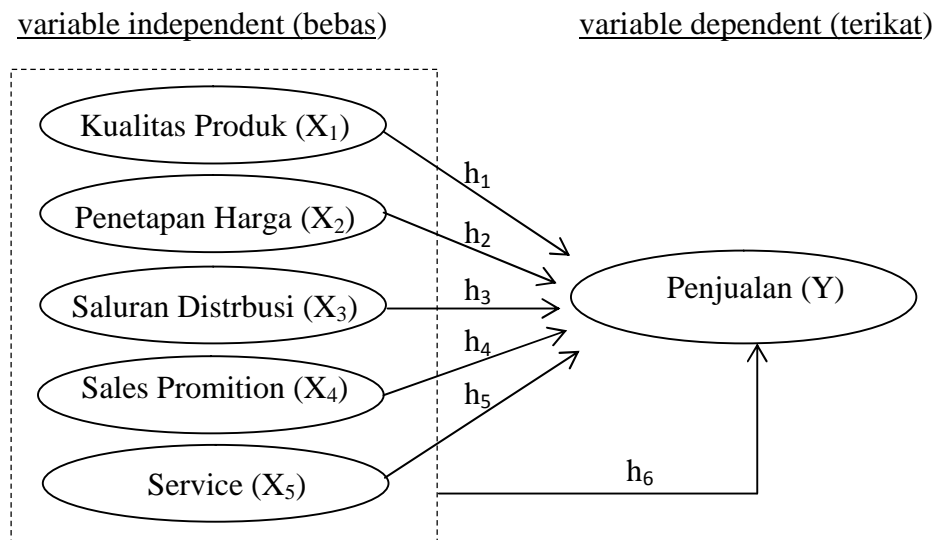 variable independent (bebas)
variable dependent (terikat)
Kualitas Produk (X₁)
h₁
Penetapan Harga (X₂)
h₂
Saluran Distrbusi (X₃)
h₃
Penjualan (Y)
Sales Promition (X₄)
h₄
h₅
Service (X₅)
h₆